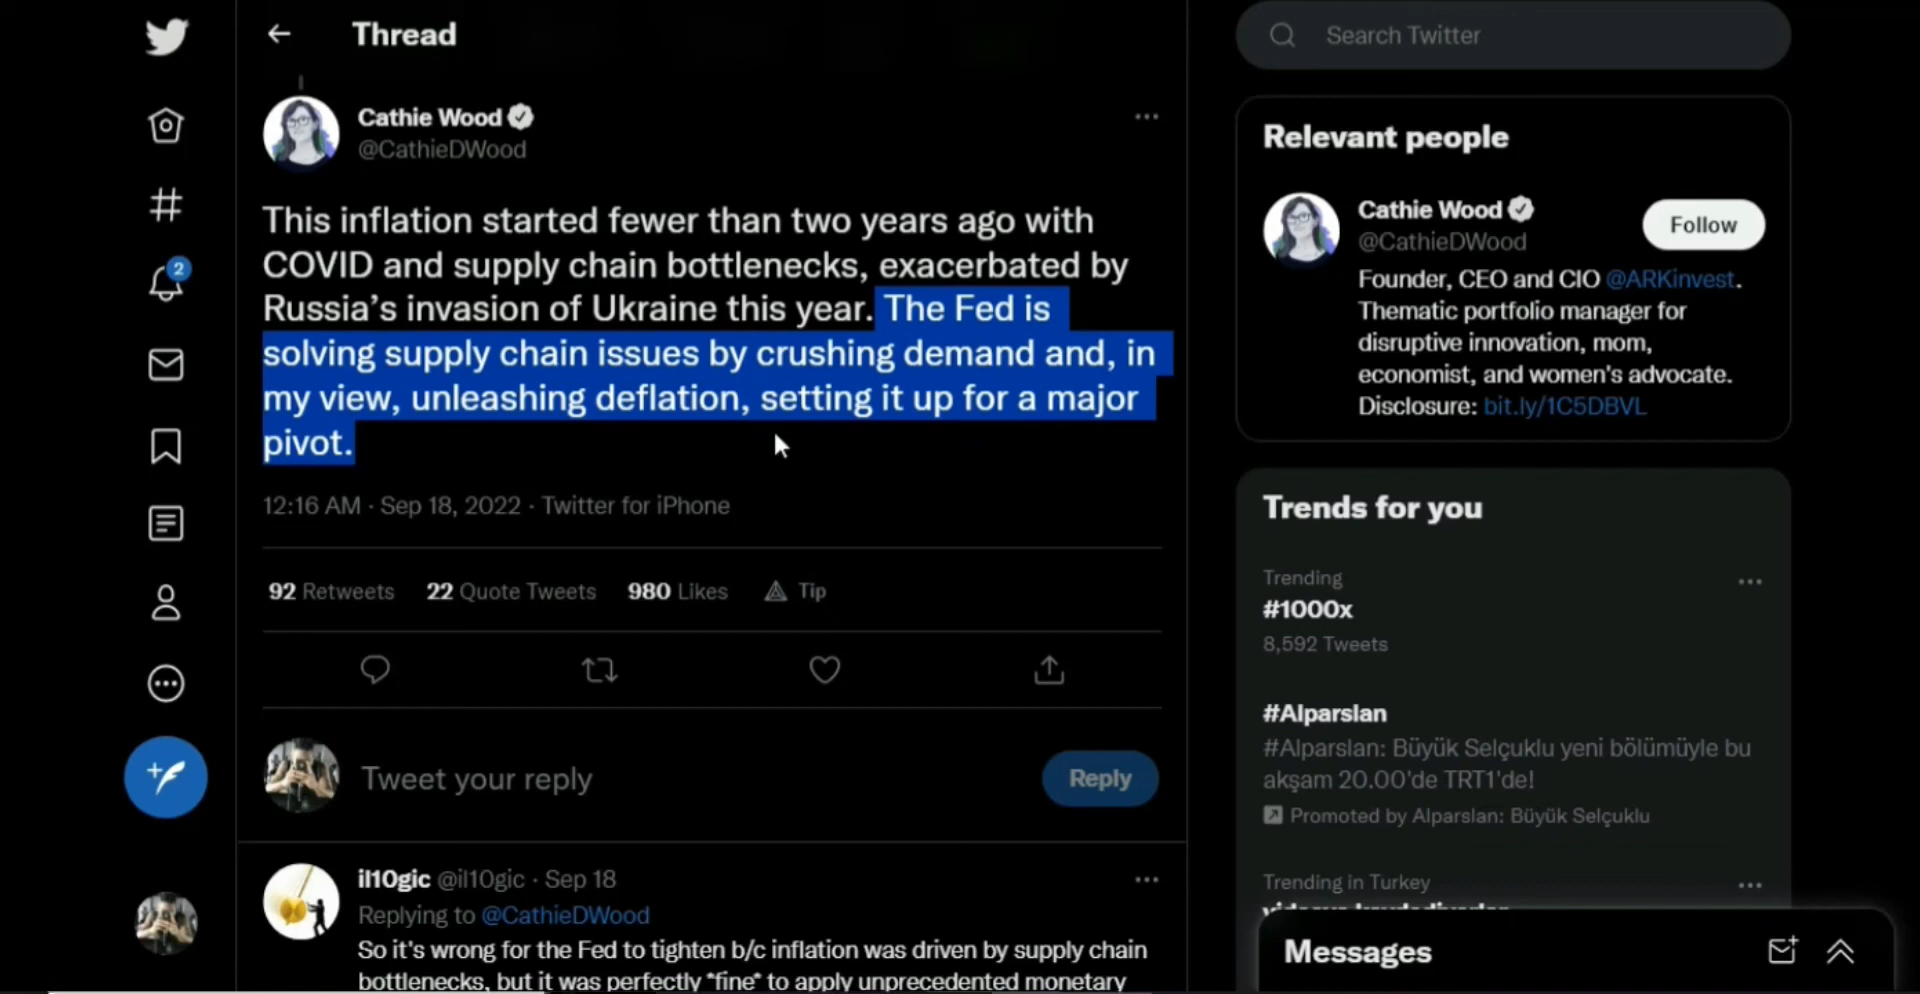 Thread
Search Twitter
Cathie Wood
@CathieDWood
This inflation started fewer than two years ago with
COVID and supply chain bottlenecks, exacerbated by
Russia’s invasion of Ukraine this year. The Fed is
solving supply chain issues by crushing demand and, in
my view, unleashing deflation, setting it up for a major
pivot.
12:16 AM · Sep 18, 2022 · Twitter for iPhone
92 Retweets 22 Quote Tweets 980 Likes Tip
Tweet your reply
Reply
il10gic @il10gic · Sep 18
Replying to @CathieDWood
So it's wrong for the Fed to tighten b/c inflation was driven by supply chain
bottlenecks, but it was perfectly *fine* to apply unprecedented monetary
2
Relevant people
Cathie Wood
@CathieDWood
Follow
Founder, CEO and CIO @ARKinvest.
Thematic portfolio manager for
disruptive innovation, mom,
economist, and women's advocate.
Disclosure: bit.ly/1C5DBVL
Trends for you
Trending
#1000x
8,592 Tweets
#Alparslan
#Alparslan: Büyük Selçuklu yeni bölümüyle bu
akşam 20.00'de TRT1'de!
Promoted by Alparslan: Büyük Selçuklu
Trending in Turkey
Messages